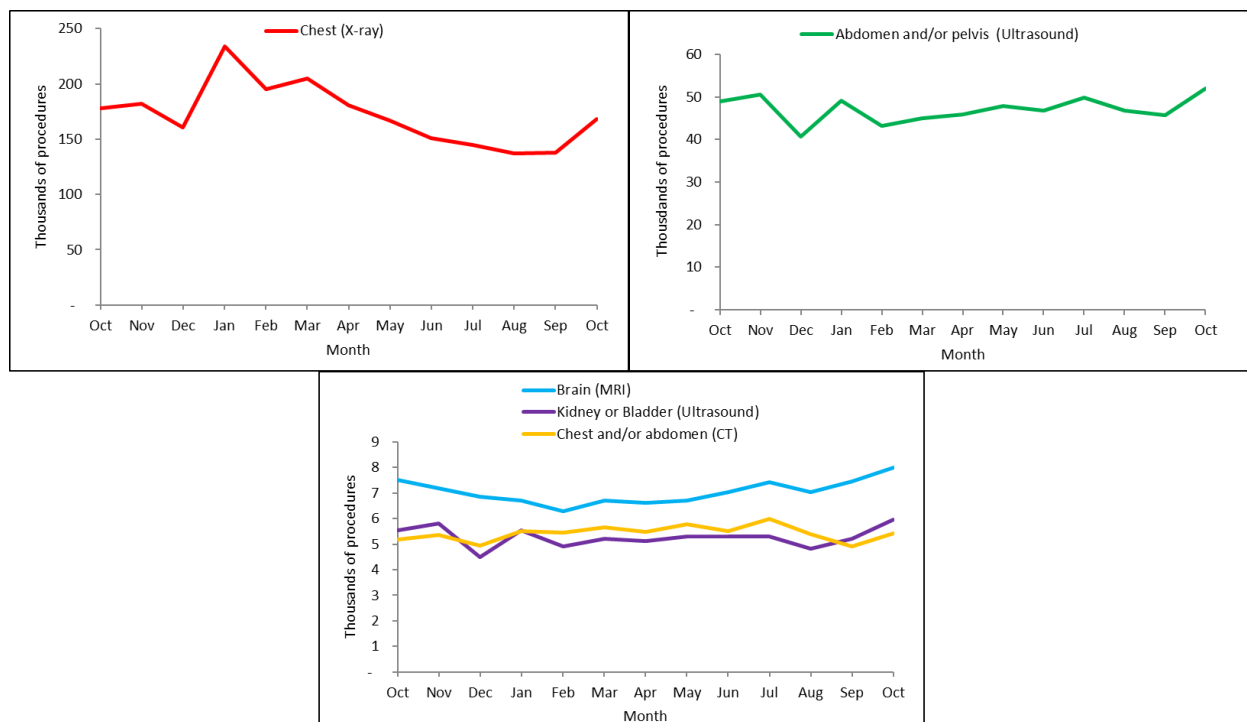 Chest (X-ray)
Thousands of procedures
250
200
150
100
50
-
Oct Nov Dec Jan Feb Mar Apr May Jun Jul Aug Sep Oct
Month
Abdomen and/or pelvis (Ultrasound)
Thousdands of procedures
60
50
40
30
20
10
-
Oct Nov Dec Jan Feb Mar Apr May Jun Jul Aug Sep Oct
Month
Brain (MRI)
Kidney or Bladder (Ultrasound)
Chest and/or abdomen (CT)
Thousands of procedures
9
8
7
6
5
4
3
2
1
-
Oct Nov Dec Jan Feb Mar Apr May Jun Jul Aug Sep Oct
Month